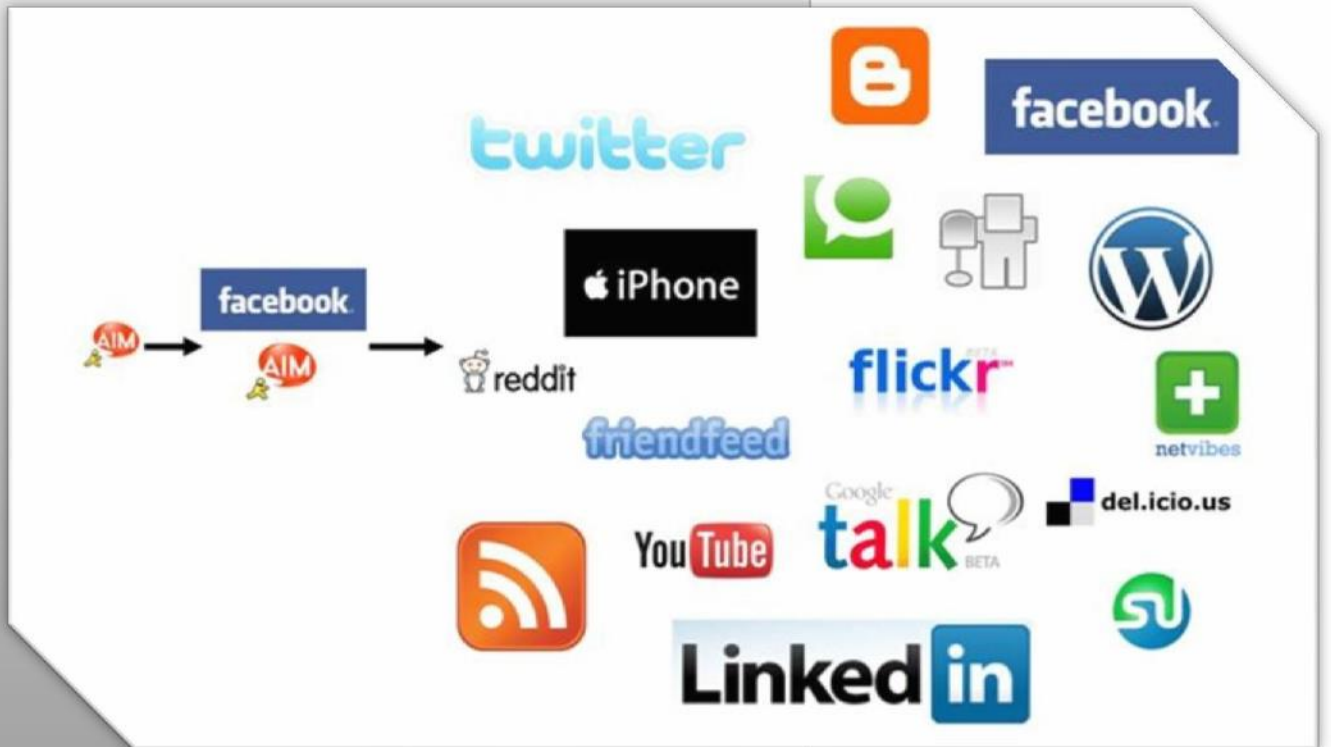 facebook
twitter
iPhone
facebook
AIM
AIM
reddit
flickr
BETA
friendfeed
netvibes
Google
talk
BETA
del.icio.us
YouTube
Linked in